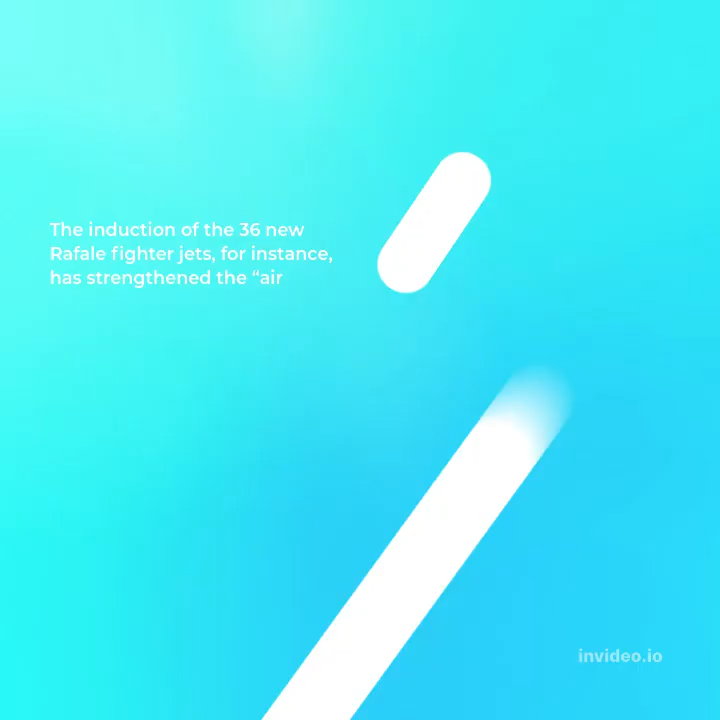 The induction of the 36 new
Rafale fighter jets, for instance,
has strengthened the “air
invideo.io